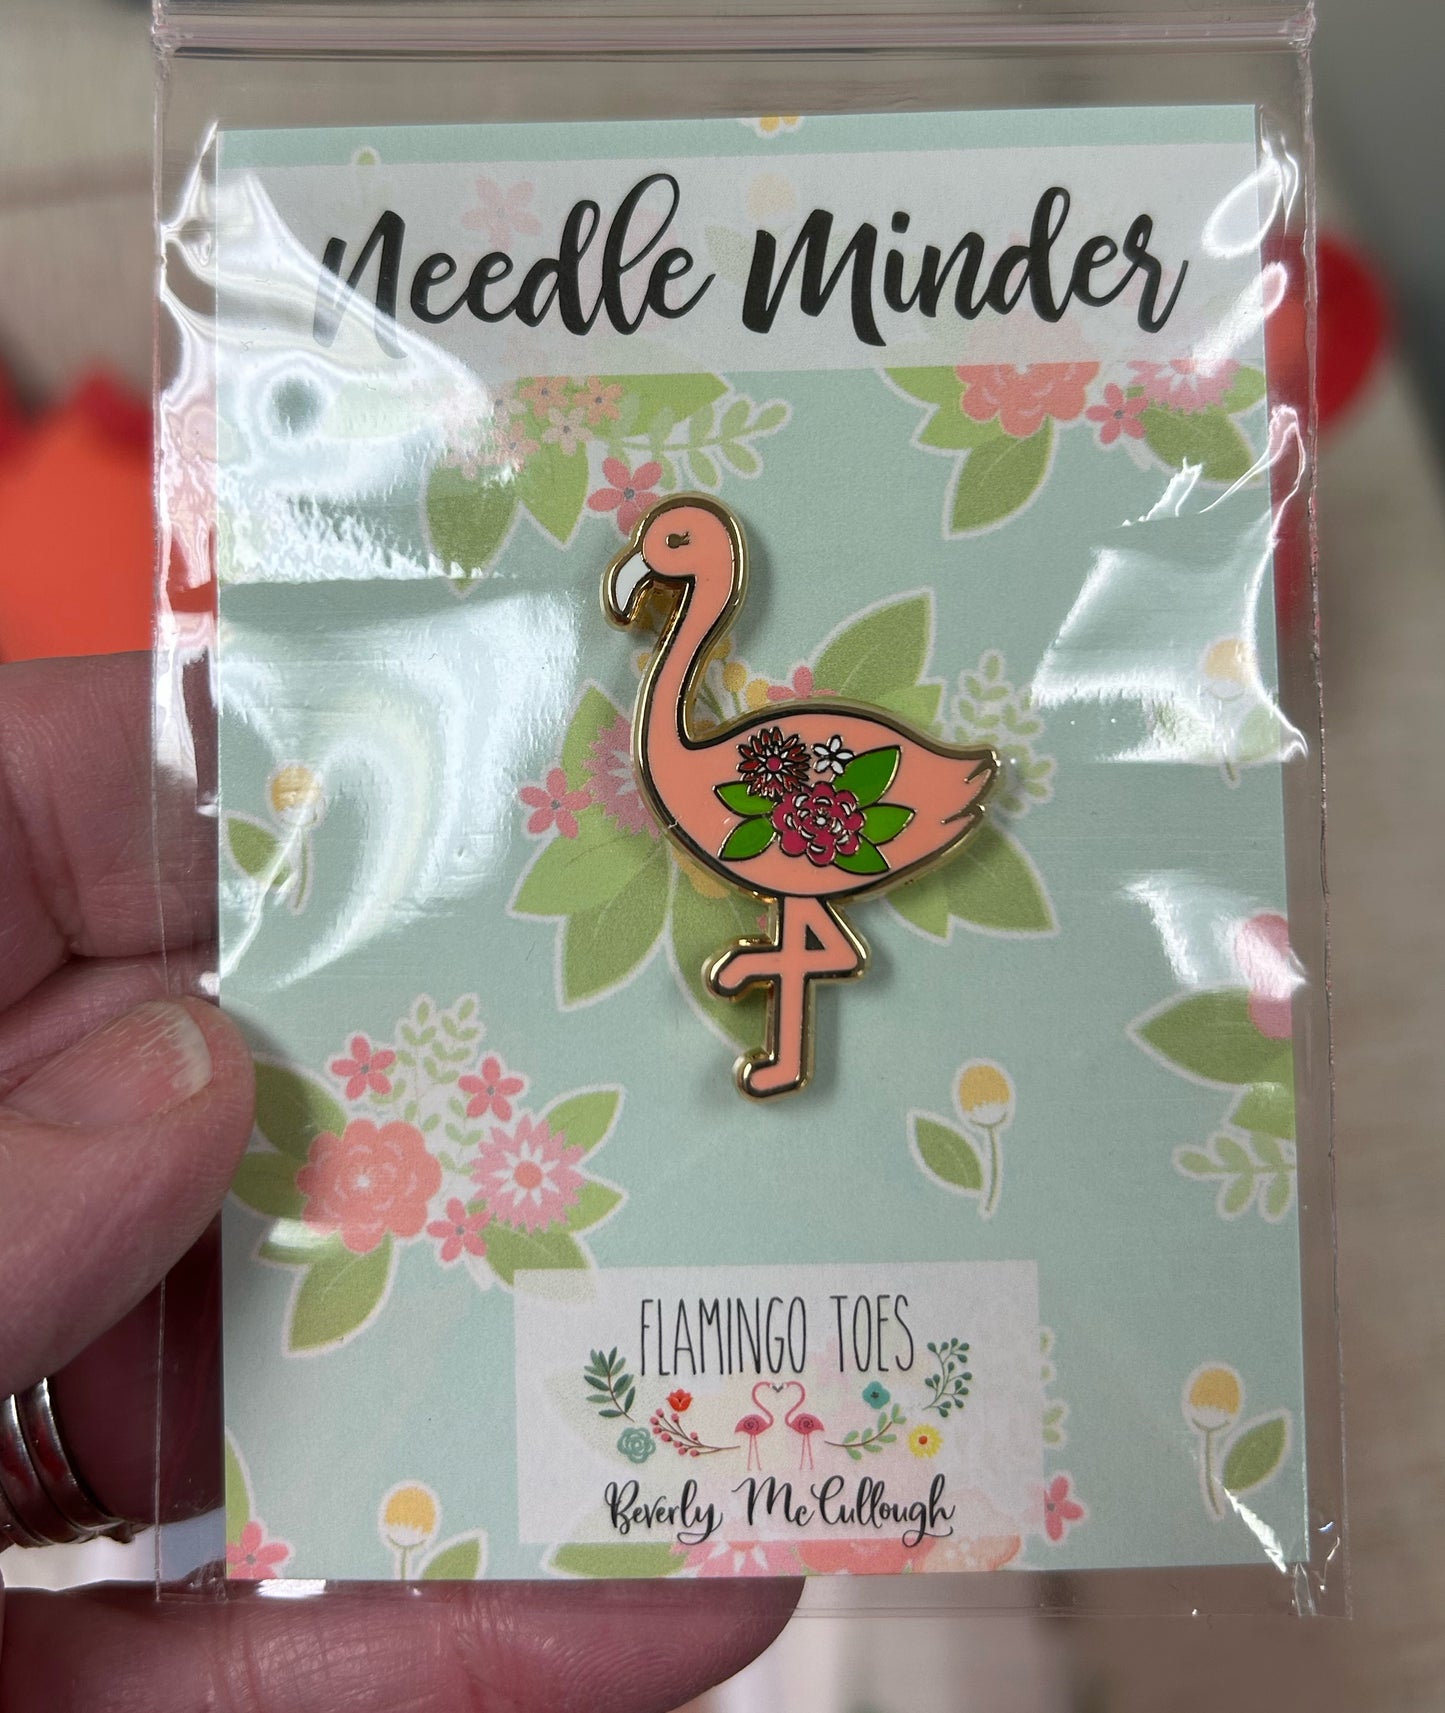 Needle Minder
FLAMINGO TOES
Beverly McCullough